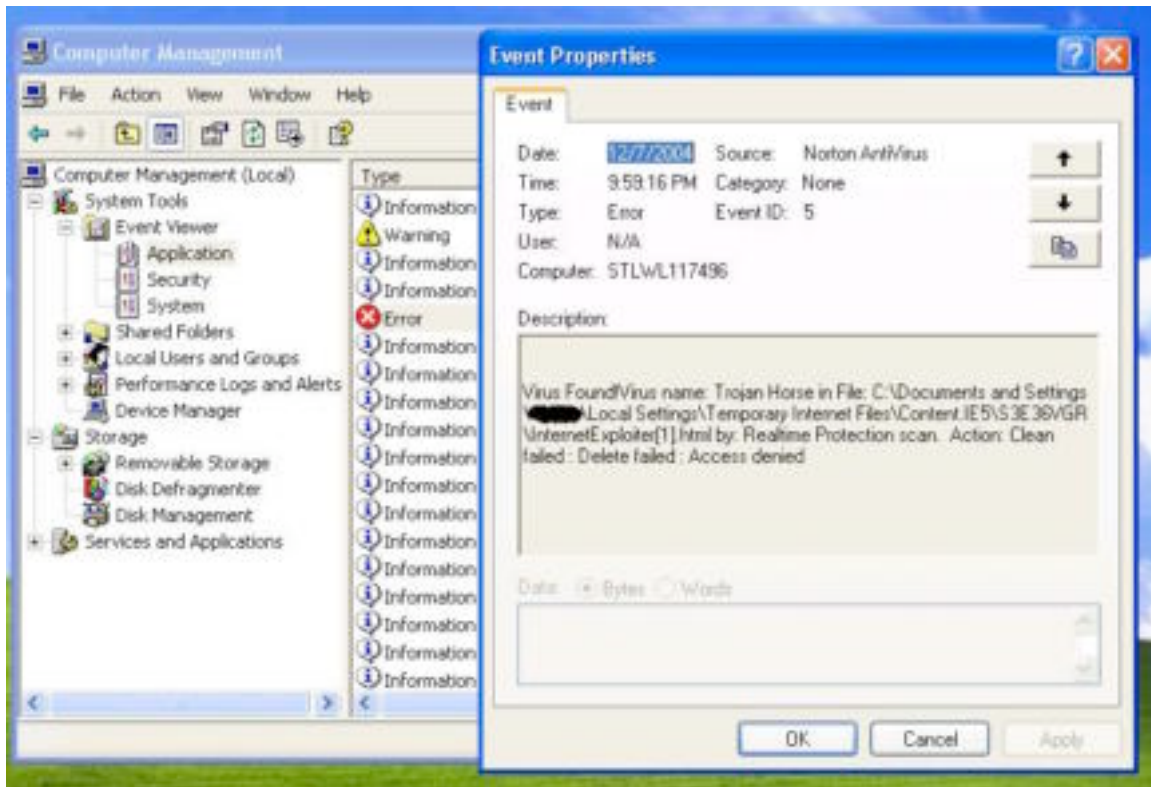 Computer Management
File Action View Window Help
Computer Management (Local)
System Tools
Event Viewer
Application
Security
System
Shared Folders
Local Users and Groups
Performance Logs and Alerts
Device Manager
Storage
Removable Storage
Disk Defragmenter
Disk Management
Services and Applications
Type
Information
Warning
Information
Information
Error
Information
Information
Information
Information
Information
Information
Information
Information
Information
Information
Information
Information
Information
Event Properties
Event
Date: 12/7/2004 Source: Norton AntiVirus
Time: 9:59:16 PM Category: None
Type: Error Event ID: 5
User: N/A
Computer: STLWL117496
Description:
Virus Found!Virus name: Trojan Horse in File: C:\Documents and Settings
\Local Settings\Temporary Internet Files\Content.IE5\S3E36VGR
\InternetExploiter[1].html by: Realtime Protection scan. Action: Clean
failed : Delete failed : Access denied
Data: Bytes Words
OK Cancel Apply